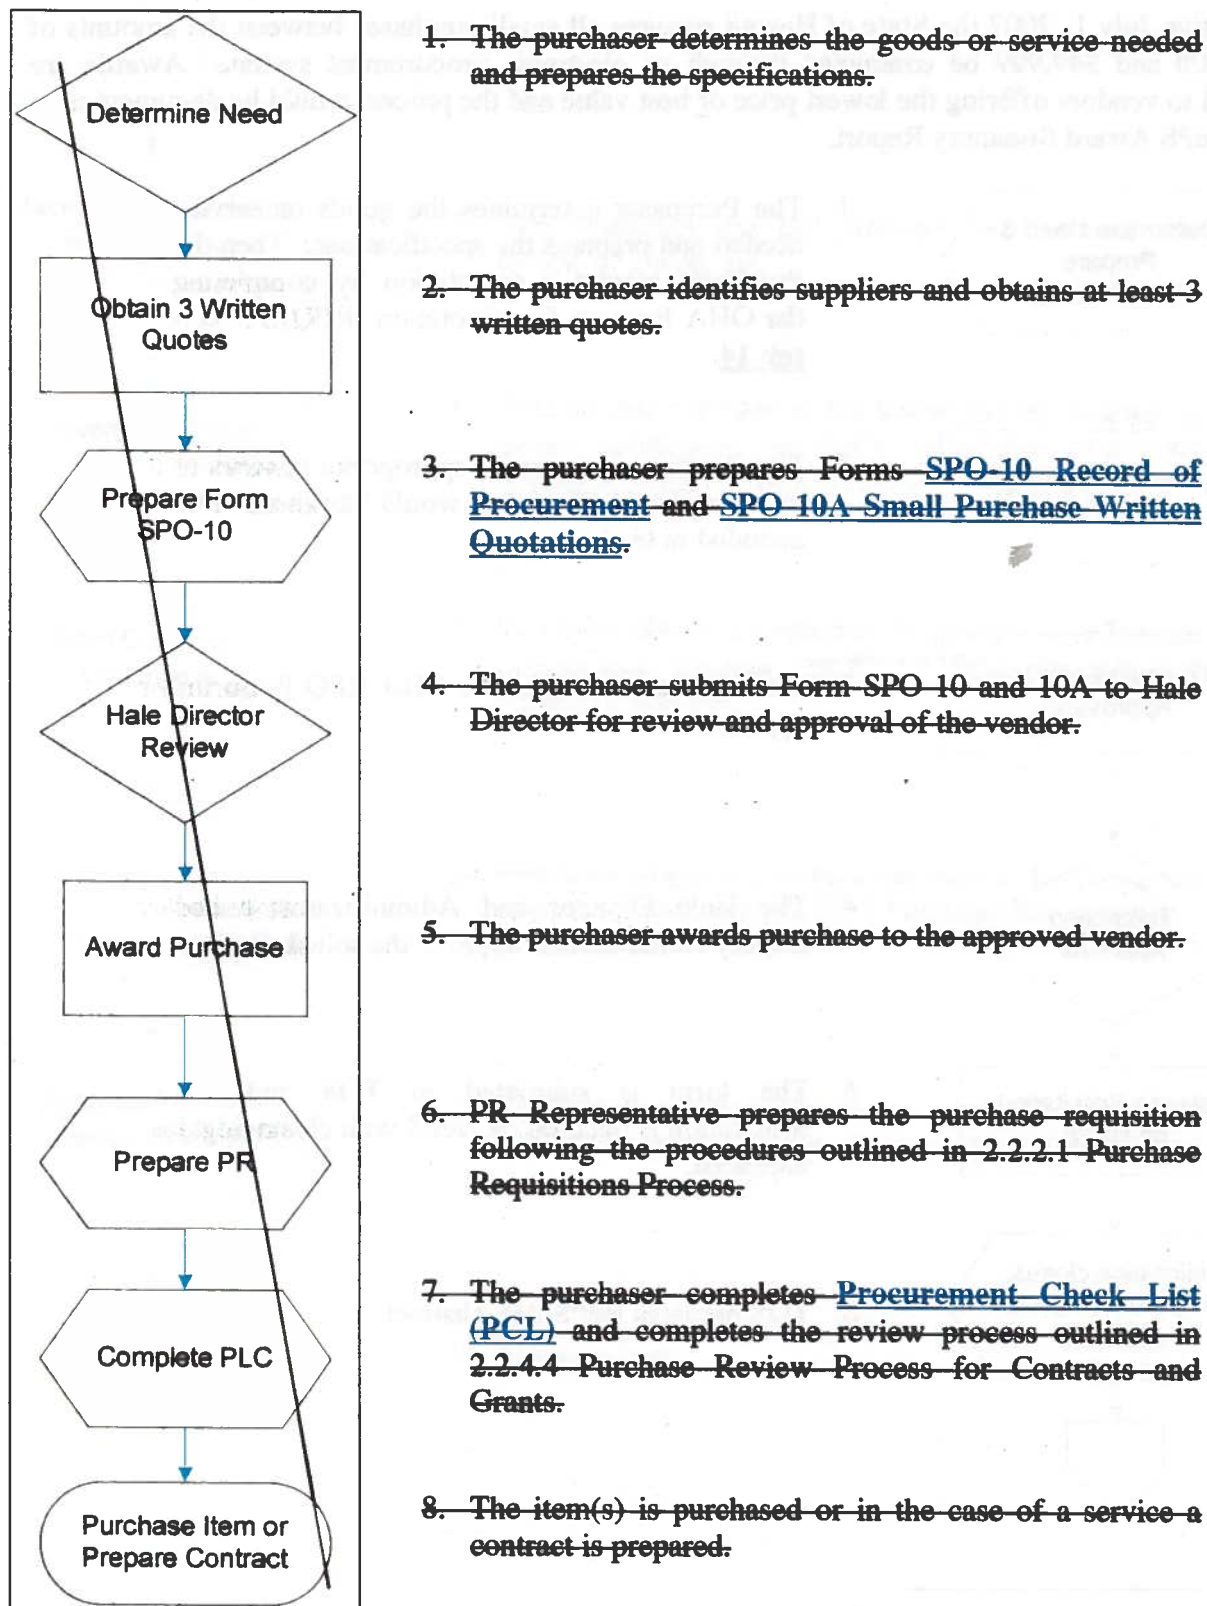 Determine Need
1. The purchaser determines the goods or service needed
and prepares the specifications.
Obtain 3 Written
Quotes
2. The purchaser identifies suppliers and obtains at least 3
written quotes.
Prepare Form
SPO-10
3. The purchaser prepares Forms SPO-10 Record of
Procurement and SPO-10A Small Purchase Written
Quotations.
Hale Director
Review
4. The purchaser submits Form SPO 10 and 10A to Hale
Director for review and approval of the vendor.
Award Purchase
5. The purchaser awards purchase to the approved vendor.
Prepare PR
6. PR Representative prepares the purchase requisition
following the procedures outlined in 2.2.2.1 Purchase
Requisitions Process.
Complete PLC
7. The purchaser completes Procurement Check List
(PCL) and completes the review process outlined in
2.2.4.4 Purchase Review Process for Contracts and
Grants.
Purchase Item or
Prepare Contract
8. The item(s) is purchased or in the case of a service a
contract is prepared.